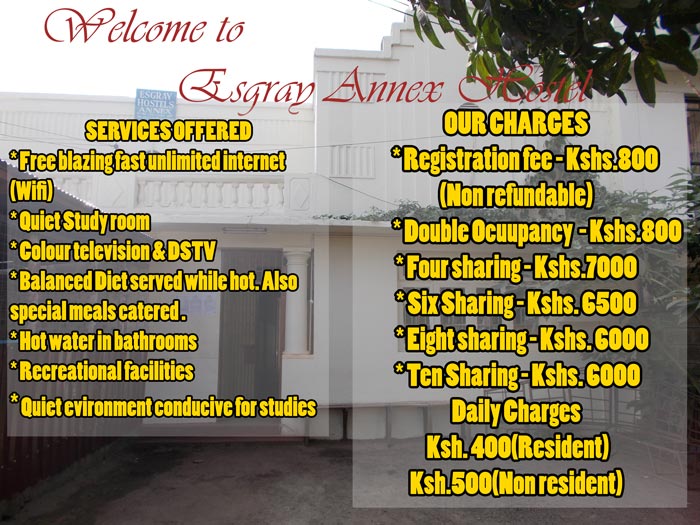 Welcome to
Esgray Annex Hostel
ESGRAY
HOSTELS
ANNEX
SERVICES OFFERED
* Free blazing fast unlimited internet
(Wifi)
* Quiet Study room
* Colour television & DSTV
* Balanced Diet served while hot. Also
special meals catered .
* Hot water in bathrooms
* Recreational facilities
* Quiet evironment conducive for studies
OUR CHARGES
* Registration fee - Kshs.800
(Non refundable)
* Double Ocuupancy - Kshs.800
* Four sharing - Kshs.7000
* Six Sharing - Kshs. 6500
* Eight sharing - Kshs. 6000
* Ten Sharing - Kshs. 6000
Daily Charges
Ksh. 400(Resident)
Ksh.500(Non resident)